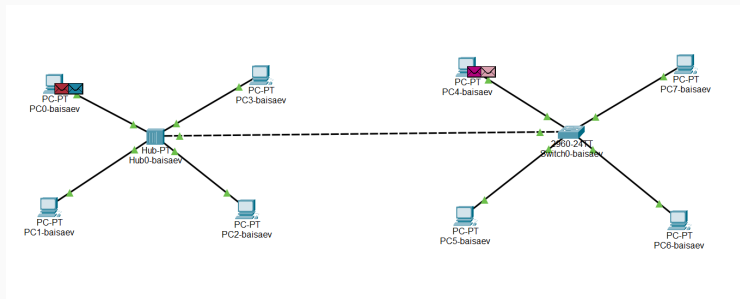 PC-PT
PC0-baisaev
PC-PT
PC3-baisaev
PC-PT
PC4-baisaev
PC-PT
PC7-baisaev
Hub-PT
Hub0-baisaev
2960-24TT
Switch0-baisaev
PC-PT
PC1-baisaev
PC-PT
PC2-baisaev
PC-PT
PC5-baisaev
PC-PT
PC6-baisaev